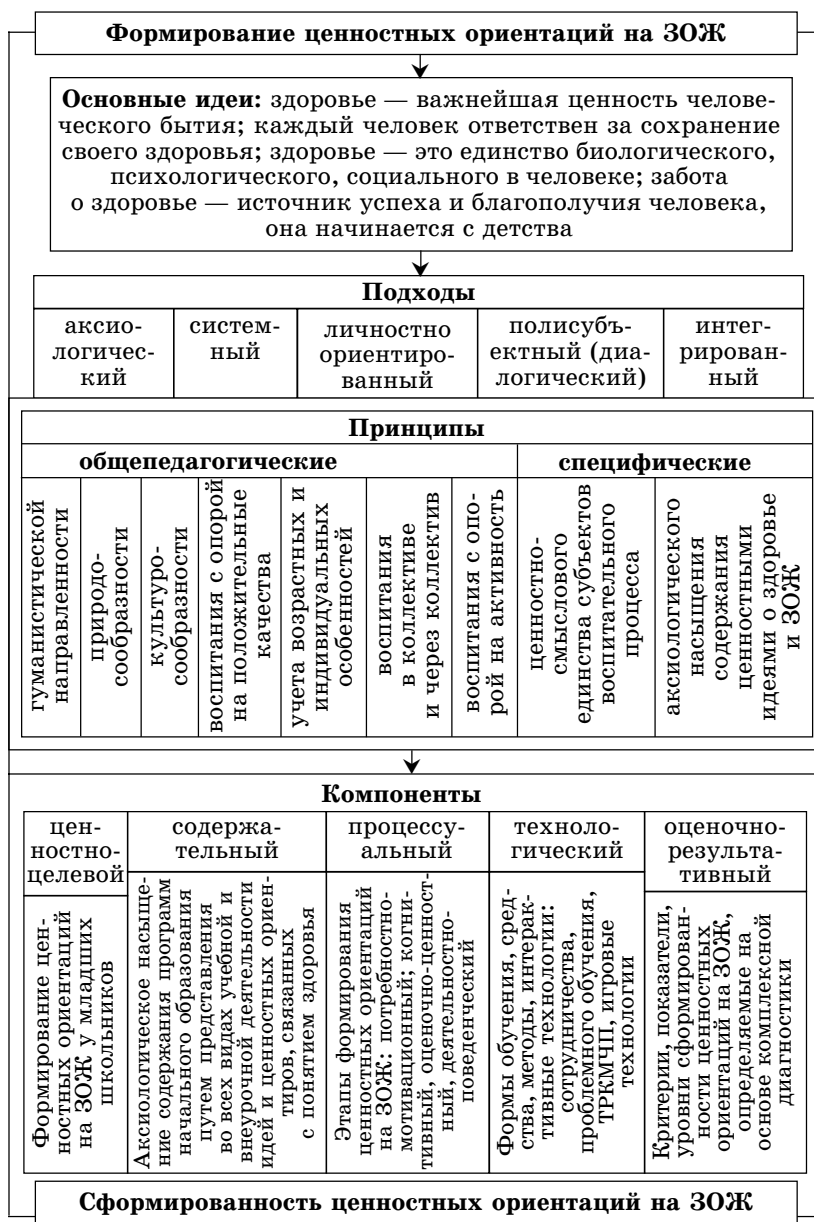 Формирование ценностных ориентаций на ЗОЖ
Основные идеи: здоровье — важнейшая ценность челове-
ческого бытия; каждый человек ответствен за сохранение
своего здоровья; здоровье — это единство биологического,
психологического, социального в человеке; забота
о здоровье — источник успеха и благополучия человека,
она начинается с детства
Подходы
аксио-
логичес-
кий
систем-
ный
личностно
ориентиро-
ванный
полисубъ-
ектный (диа-
логический)
интег-
рирован-
ный
Принципы
общепедагогические
специфические
гуманистической
направленности
природо-
сообразности
культуро-
сообразности
воспитания с опорой
на положительные
качества
учета возрастных и
индивидуальных
особенностей
воспитания
в коллективе
и через коллектив
воспитания с опо-
рой на активность
ценностно-
смыслового
единства субъектов
воспитательного
процесса
аксиологического
насыщения
содержания
ценностными
идеями о здоровье
и ЗОЖ
Компоненты
цен-
ностно-
целевой
содержа-
тельный
процессу-
альный
техноло-
гический
оценочно-
результа-
тивный
Формирование цен-
ностных ориентаций
на ЗОЖ у младших
школьников
Аксиологическое насыще-
ние содержания программ
начального образования
путем представления
во всех видах учебной и
внеурочной деятельности
идей и ценностных ориен-
тиров, связанных
с понятием здоровья
Этапы формирования
ценностных ориентаций
на ЗОЖ: потребностно-
мотивационный; когни-
тивный, оценочно-ценност-
ный, деятельностно-
поведенческий
Формы обучения, сред-
ства, методы, интерак-
тивные технологии:
сотрудничества,
проблемного обучения,
ТРКМЧП, игровые
технологии
Критерии, показатели,
уровни сформирован-
ности ценностных
ориентаций на ЗОЖ,
определяемые на
основе комплексной
диагностики
Сформированность ценностных ориентаций на ЗОЖ